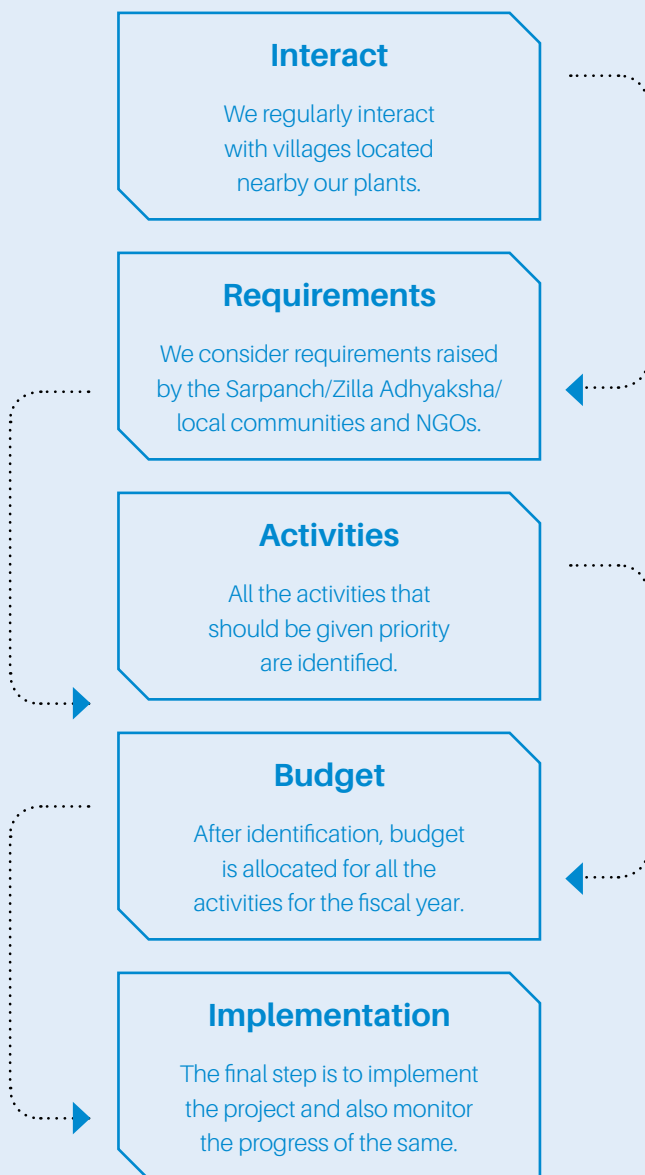 Interact
We regularly interact
with villages located
nearby our plants.
Requirements
We consider requirements raised
by the Sarpanch/Zilla Adhyaksha/
local communities and NGOs.
Activities
All the activities that
should be given priority
are identified.
Budget
After identification, budget
is allocated for all the
activities for the fiscal year.
Implementation
The final step is to implement
the project and also monitor
the progress of the same.